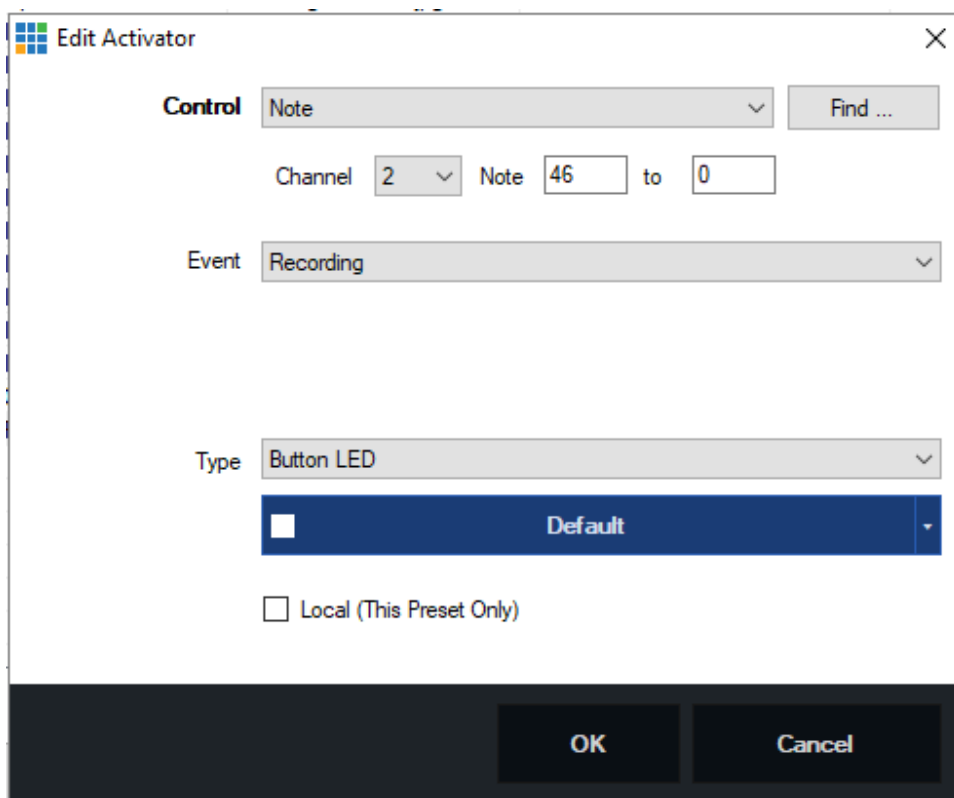 Edit Activator
Control Note Find ...
Channel 2 Note 46 to 0
Event Recording
Type Button LED
Default
Local (This Preset Only)
OK Cancel